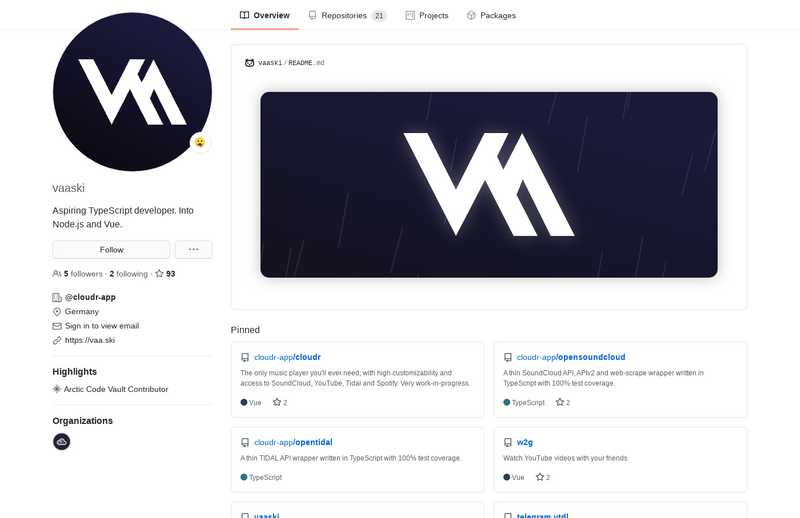 Overview
Repositories 21
Projects
Packages
vaaski
Aspiring TypeScript developer. Into
Node.js and Vue.
Follow
5 followers · 2 following · 93
@cloudr-app
Germany
Sign in to view email
https://vaa.ski
Highlights
Arctic Code Vault Contributor
Organizations
vaaski / README.md
Pinned
cloudr-app/cloudr
The only music player you'll ever need; with high customizability and
access to SoundCloud, YouTube, Tidal and Spotify. Very work-in-progress.
Vue 2
cloudr-app/opensoundcloud
A thin SoundCloud API, APIv2 and web-scrape wrapper written in
TypeScript with 100% test coverage.
TypeScript 2
cloudr-app/opentidal
A thin TIDAL API wrapper written in TypeScript with 100% test coverage.
TypeScript
w2g
Watch YouTube videos with your friends.
Vue 2
vaaski